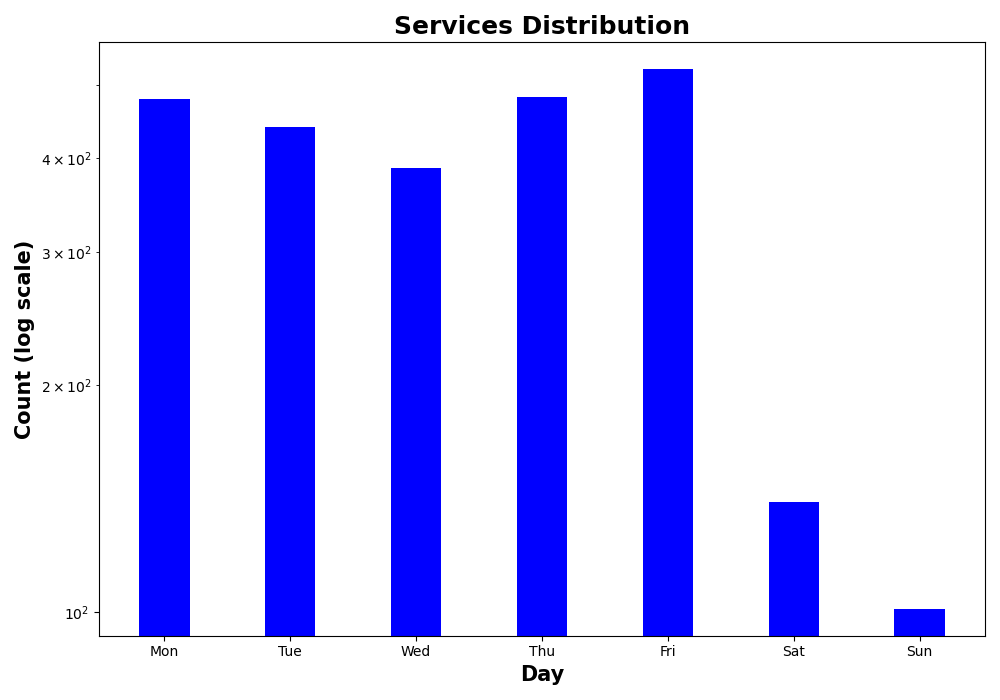 Services Distribution
Count (log scale)
4 × 10²
3 × 10²
2 × 10²
10²
Mon Tue Wed Thu Fri Sat Sun
Day